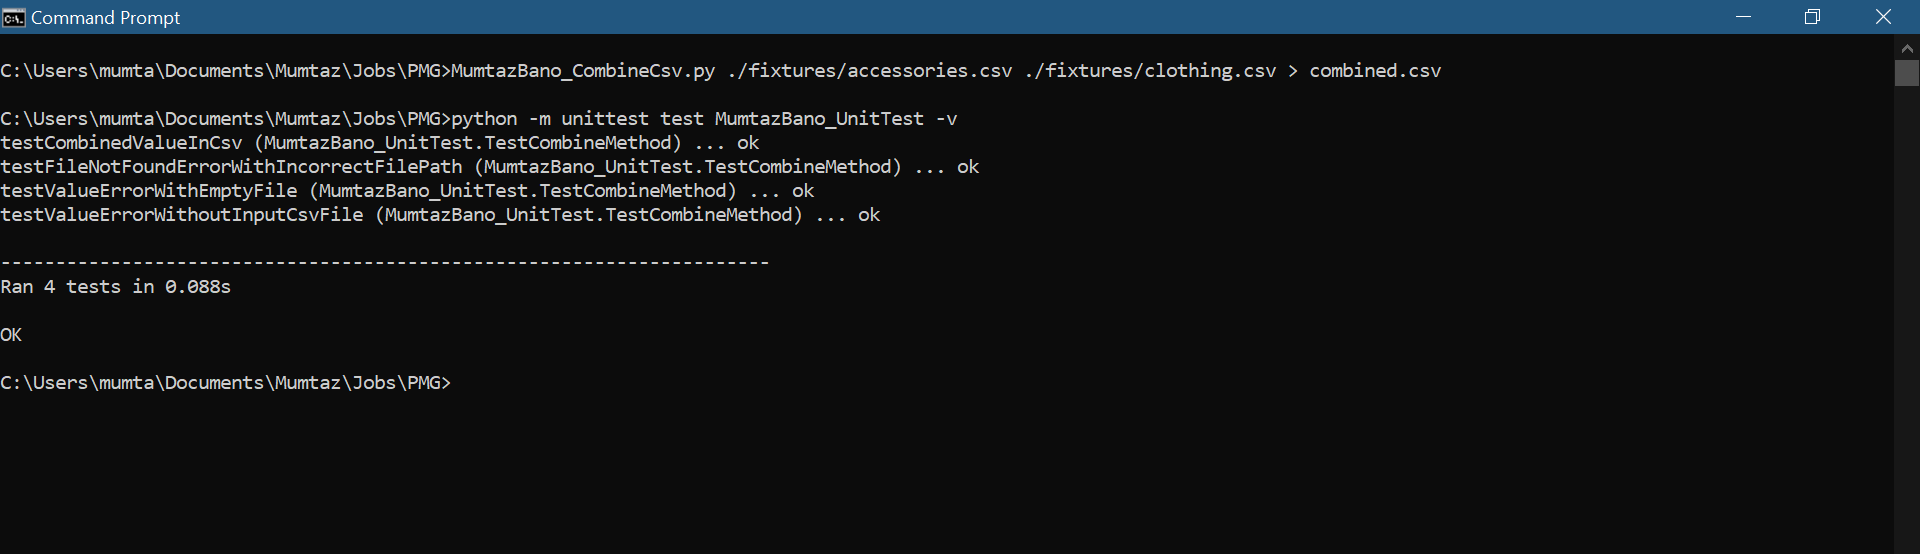 Command Prompt
C:\Users\mumta\Documents\Mumtaz\Jobs\PMG>MumtazBano_CombineCsv.py ./fixtures/accessories.csv ./fixtures/clothing.csv > combined.csv
C:\Users\mumta\Documents\Mumtaz\Jobs\PMG>python -m unittest test MumtazBano_UnitTest -v
testCombinedValueInCsv (MumtazBano_UnitTest.TestCombineMethod) ... ok
testFileNotFoundErrorWithIncorrectFilePath (MumtazBano_UnitTest.TestCombineMethod) ... ok
testValueErrorWithEmptyFile (MumtazBano_UnitTest.TestCombineMethod) ... ok
testValueErrorWithoutInputCsvFile (MumtazBano_UnitTest.TestCombineMethod) ... ok
----------------------------------------------------------------------
Ran 4 tests in 0.088s
OK
C:\Users\mumta\Documents\Mumtaz\Jobs\PMG>